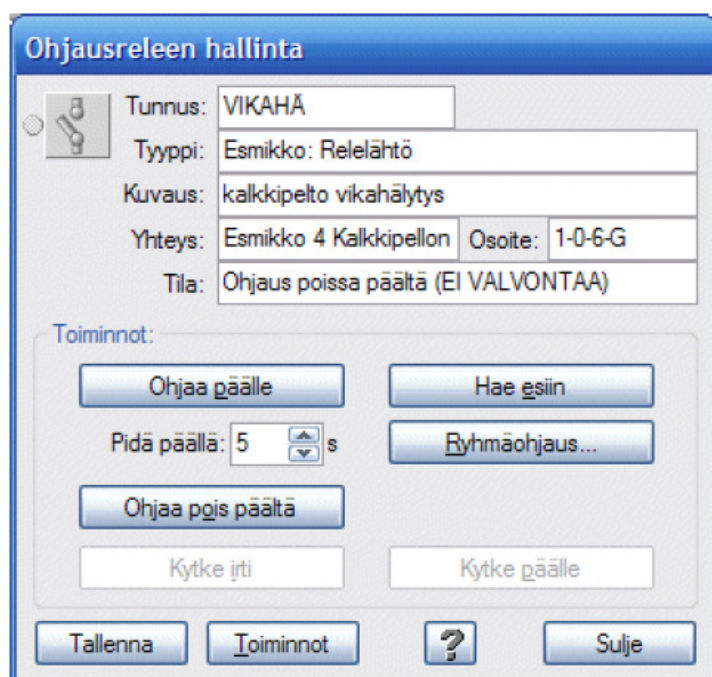 Ohjausreleen hallinta
Tunnus: VIKAHÄ
Tyyppi: Esmikko: Relelähtö
Kuvaus: kalkkipelto vikahälytys
Yhteys: Esmikko 4 Kalkkipellon Osoite: 1-0-6-G
Tila: Ohjaus poissa päältä (EI VALVONTAA)
Toiminnot:
Ohjaa päälle Hae esiin
Pidä päällä: 5 s Ryhmäohjaus...
Ohjaa pois päältä
Kytke irti Kytke päälle
Tallenna Toiminnot ? Sulje